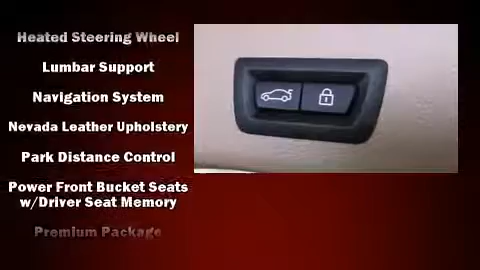 Heated Steering Wheel
Lumbar Support
Navigation System
Nevada Leather Upholstery
Park Distance Control
Power Front Bucket Seats
w/Driver Seat Memory
Premium Package